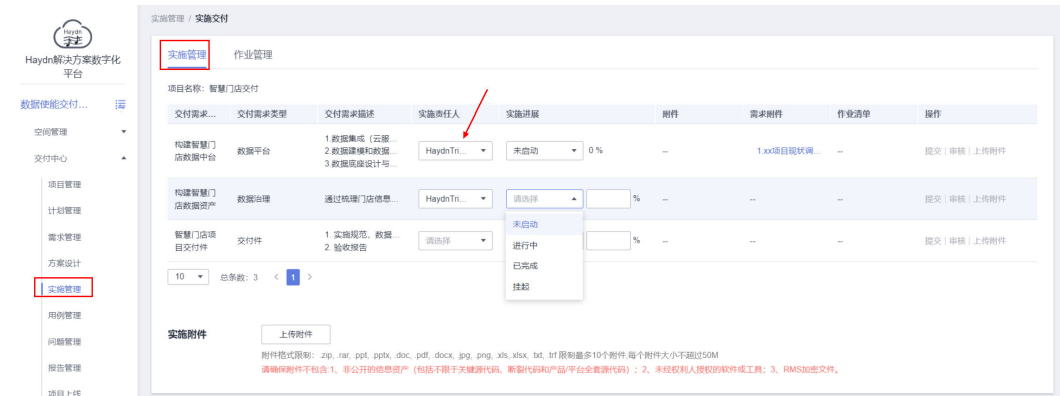 实施管理 / 实施交付
Haydn
Haydn解决方案数字化
平台
数据使能交付...
空间管理
交付中心
项目管理
计划管理
需求管理
方案设计
实施管理
用例管理
问题管理
报告管理
项目上线
实施管理 作业管理
项目名称: 智慧门店交付
交付需求... 交付需求类型 交付需求描述 实施责任人 实施进展 附件 需求附件 作业清单 操作
构建智慧门
店数据中台 数据平台 1.数据集成（云服...
2.数据建模和数据...
3.数据底座设计与... HaydnTri... 未启动 0 % -- 1.xx项目现状调... -- 提交 | 审核 | 上传附件
构建智慧门
店数据资产 数据治理 通过梳理门店信息... HaydnTri... 请选择 % -- -- -- 提交 | 审核 | 上传附件
智慧门店项
目交付件 交付件 1. 实施规范、数据...
2. 验收报告 请选择 % -- -- -- 提交 | 审核 | 上传附件
未启动
进行中
已完成
挂起
10 总条数: 3 < 1 >
实施附件 上传附件
附件格式限制: .zip, .rar, .ppt, .pptx, .doc, .pdf, .docx, .jpg, .png, .xls, .xlsx, .txt, .trf 限制最多10个附件,每个附件大小不超过50M
请确保附件不包含:1、非公开的信息资产（包括不限于关键源代码、断裂代码和产品/平台全套源代码）; 2、未经权利人授权的软件或工具; 3、RMS加密文件。